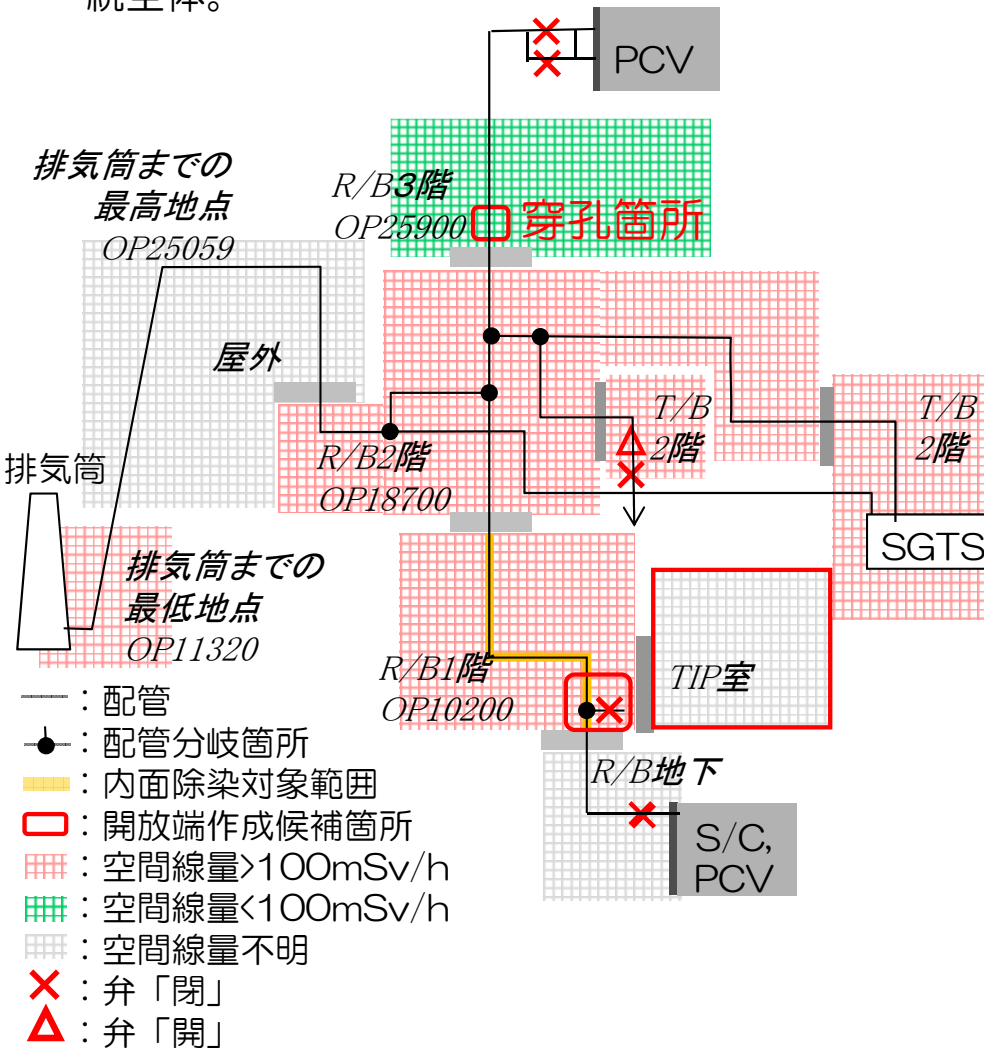 統全体。
PCV
排気筒までの
最高地点
OP25059
R/B3階
OP25900
穿孔箇所
屋外
T/B
2階
T/B
2階
R/B2階
OP18700
排気筒
SGTS
排気筒までの
最低地点
OP11320
R/B1階
OP10200
TIP室
R/B地下
S/C,
PCV
：配管
：配管分岐箇所
：内面除染対象範囲
：開放端作成候補箇所
：空間線量>100mSv/h
：空間線量<100mSv/h
：空間線量不明
：弁「閉」
：弁「開」